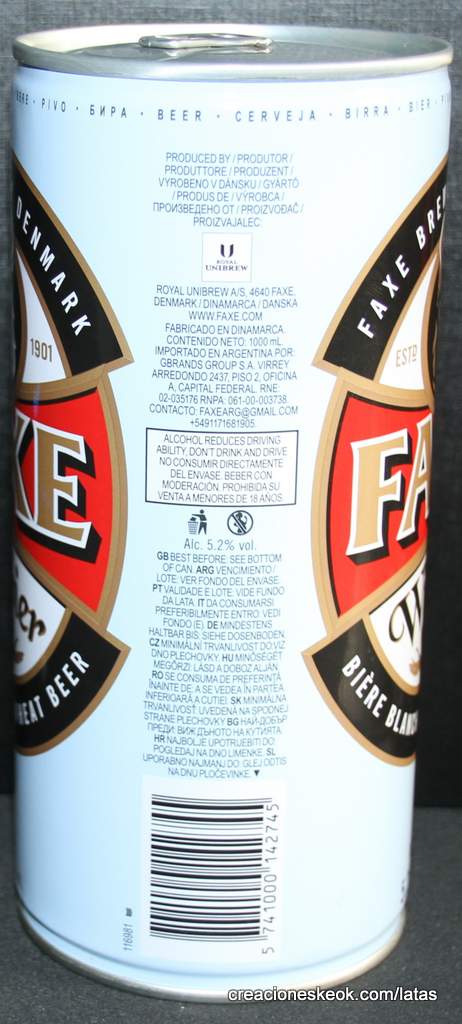 PIVO · БИРА · BEER · CERVEJA · BIRRA · BIER
PRODUCED BY / PRODUTOR /
PRODUTTORE / PRODUZENT /
VYROBENO V DÁNSKU / GYÁRTÓ
/ PRODUS DE / VÝROBCA /
ПРОИЗВЕДЕНО ОТ / PROIZVOĐAČ /
PROIZVAJALEC:
U
ROYAL
UNIBREW
ROYAL UNIBREW A/S, 4640 FAXE,
DENMARK / DINAMARCA / DANSKA
WWW.FAXE.COM
FABRICADO EN DINAMARCA.
CONTENIDO NETO: 1000 mL.
IMPORTADO EN ARGENTINA POR:
GBRANDS GROUP S.A. VIRREY
ARREDONDO 2437, PISO 2, OFICINA
A, CAPITAL FEDERAL. RNE:
02-035176 RNPA: 061-00-003738.
CONTACTO: FAXEARG@GMAIL.COM
+5491171681905.
ALCOHOL REDUCES DRIVING
ABILITY, DON'T DRINK AND DRIVE
NO CONSUMIR DIRECTAMENTE
DEL ENVASE. BEBER CON
MODERACIÓN. PROHIBIDA SU
VENTA A MENORES DE 18 AÑOS
Alc. 5.2% vol.
GB BEST BEFORE: SEE BOTTOM
OF CAN. ARG VENCIMIENTO /
LOTE: VER FONDO DEL ENVASE.
PT VALIDADE E LOTE: VIDE FUNDO
DA LATA. IT DA CONSUMARSI
PREFERIBILMENTE ENTRO: VEDI
FONDO (E). DE MINDESTENS
HALTBAR BIS: SIEHE DOSENBODEN.
CZ MINIMÁLNÍ TRVANLIVOST DO: VIZ
DNO PLECHOVKY. HU MINŐSÉGÉT
MEGŐRZI: LÁSD A DOBOZ ALJÁN.
RO SE CONSUMA DE PREFERINȚĂ
ÎNAINTE DE: A SE VEDEA ÎN PARTEA
INFERIOARĂ A CUTIEI. SK MINIMÁLNA
TRVANLIVOSŤ: UVEDENÁ NA SPODNEJ
STRANE PLECHOVKY. BG НАЙ-ДОБЪР
ПРЕДИ: ВИЖ ДЪНОТО НА КУТИЯТА.
HR NAJBOLJE UPOTRIJEBITI DO:
POGLEDAJ NA DNO LIMENKE. SL
UPORABNO NAJMANJ DO: GLEJ ODTIS
NA DNU PLOČEVINKE. ▼
5 741000 142745
116981
DENMARK
1901
XE
er
HEAT BEER
FAXE BRE
ESTD
FA
W
BIÈRE BLANC
creacioneskeok.com/latas